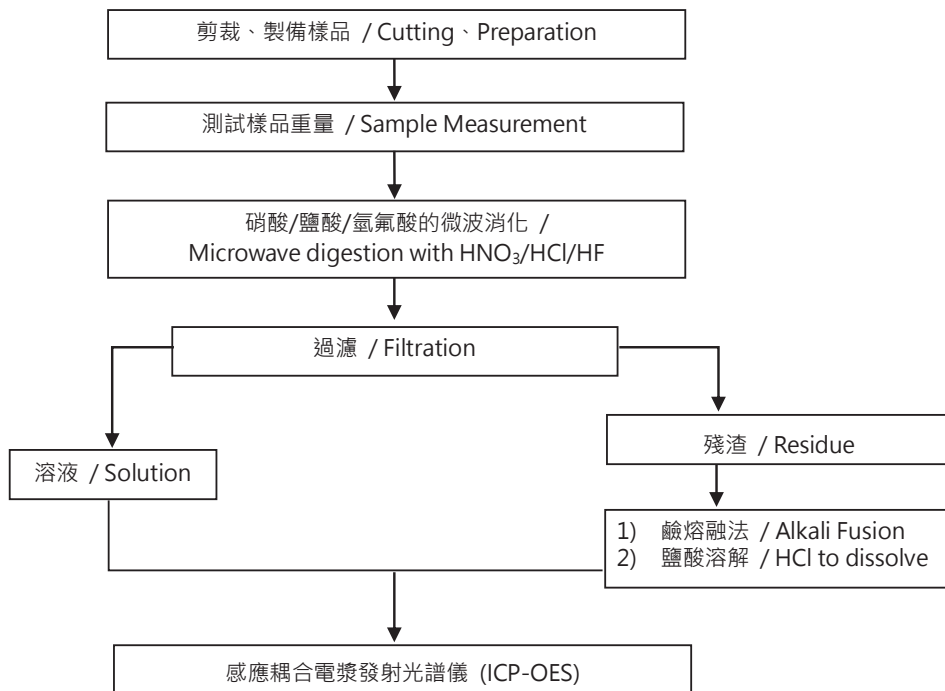 剪裁、製備樣品 / Cutting、Preparation
測試樣品重量 / Sample Measurement
硝酸/鹽酸/氫氟酸的微波消化 /
Microwave digestion with HNO₃/HCl/HF
過濾 / Filtration
溶液 / Solution
殘渣 / Residue
1) 鹼熔融法 / Alkali Fusion
2) 鹽酸溶解 / HCl to dissolve
感應耦合電漿發射光譜儀 (ICP-OES)